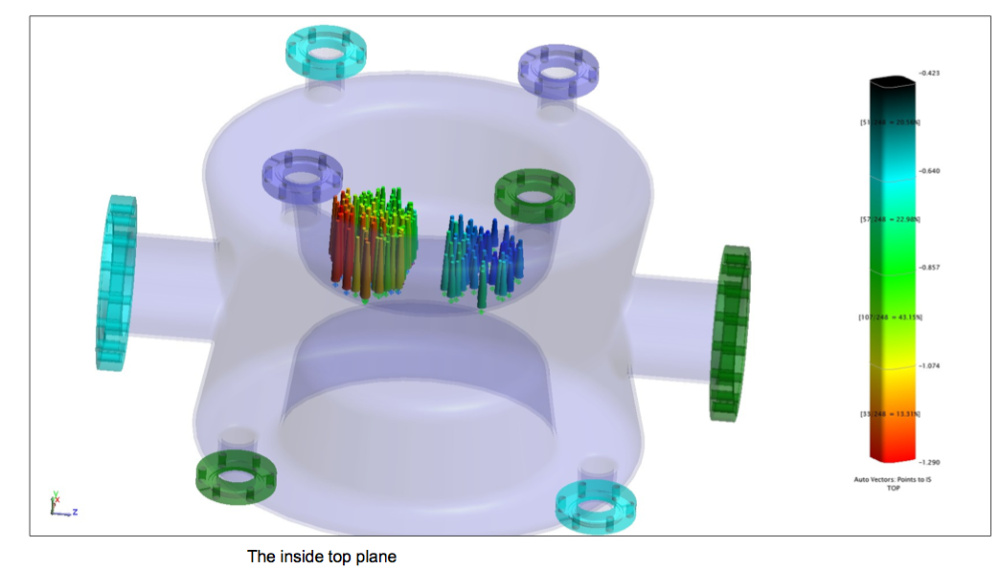 -0.423
[51/248 = 20.56%]
-0.640
[57/248 = 22.98%]
-0.857
[107/248 = 43.15%]
-1.074
[33/248 = 13.31%]
-1.290
Auto Vectors: Points to IS
TOP
Y
X
Z
The inside top plane